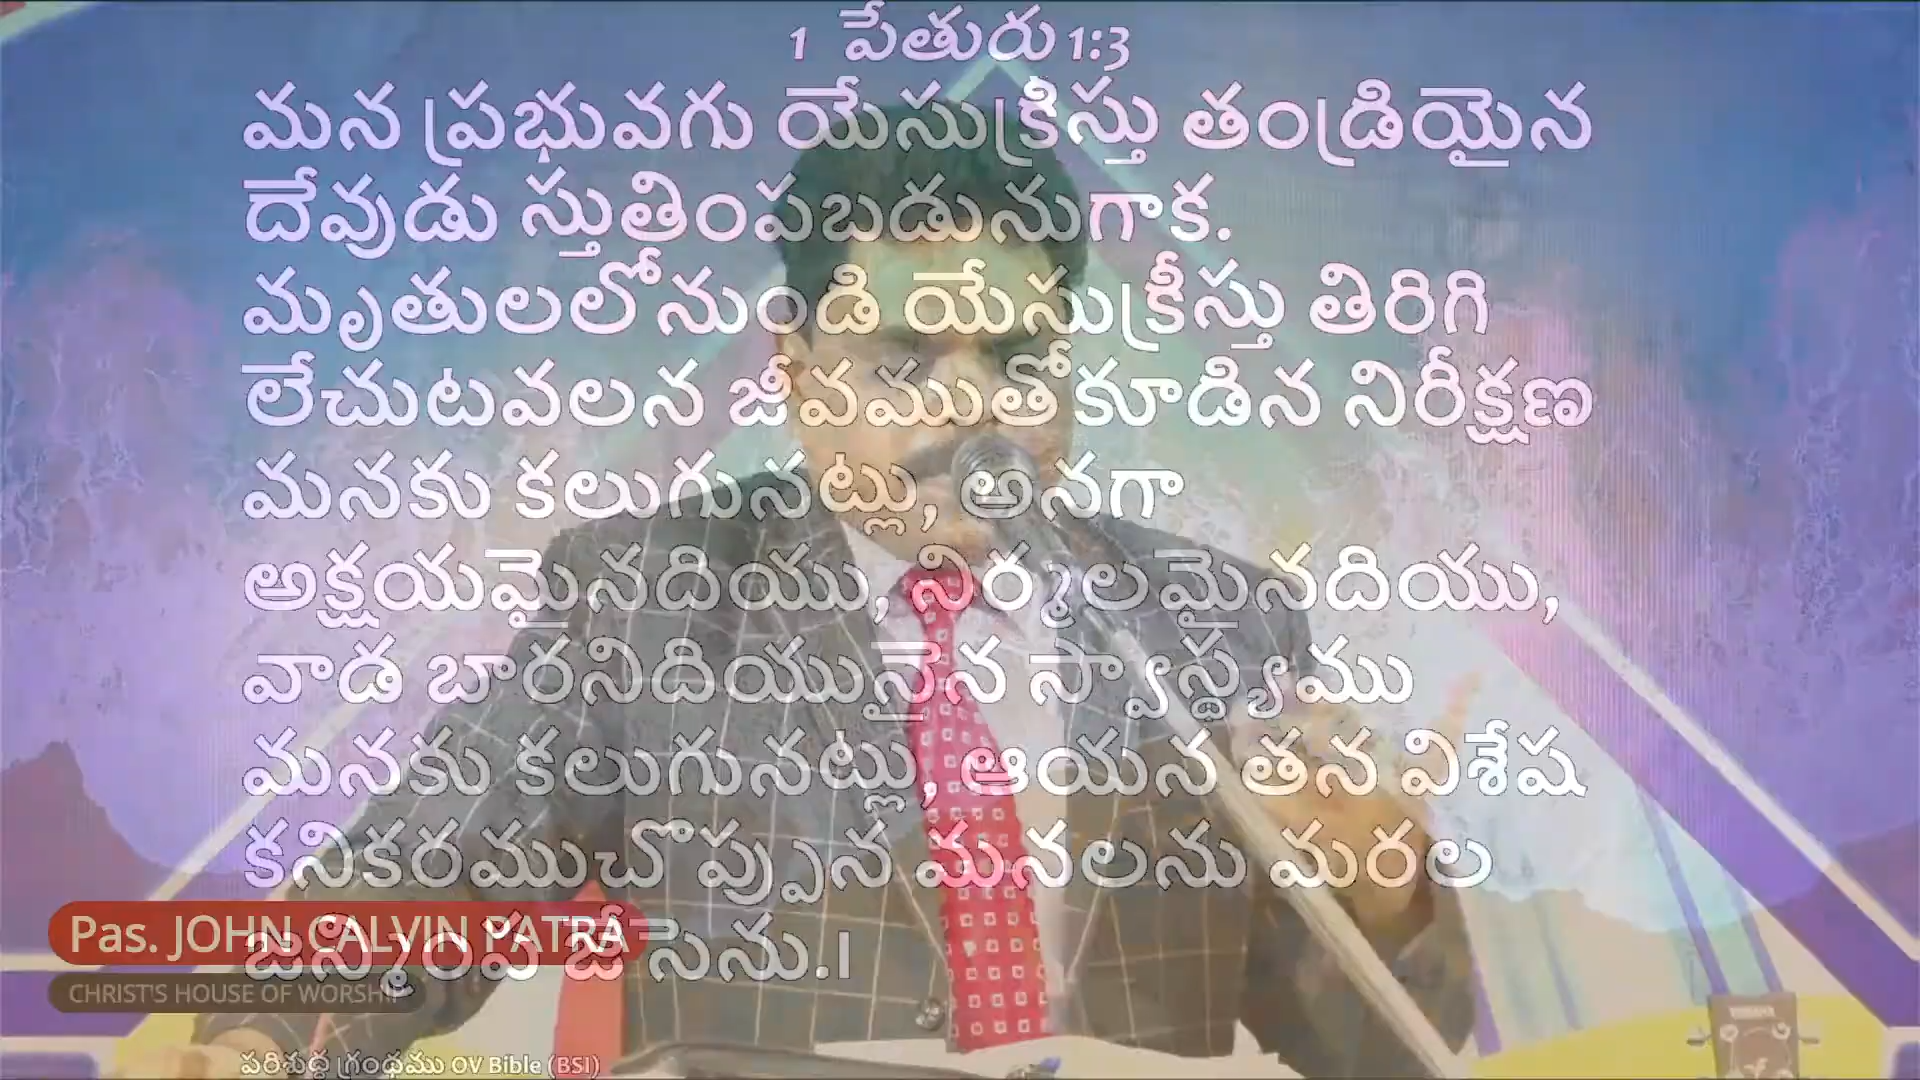 1 పేతురు 1:3
మన ప్రభువగు యేసుక్రీస్తు తండ్రియైన
దేవుడు స్తుతింపబడునుగాక.
మృతులలోనుండి యేసుక్రీస్తు తిరిగి
లేచుటవలన జీవముతోకూడిన నిరీక్షణ
మనకు కలుగునట్లు, అనగా
అక్షయమైనదియు, నిర్మలమైనదియు,
వాడ బారనిదియునైన స్వాస్థ్యము
మనకు కలుగునట్లు, ఆయన తన విశేష
కనికరముచొప్పున మనలను మరల
జన్మింప జేసెను.।
Pas. JOHN CALVIN PATRA
CHRIST'S HOUSE OF WORSHIP
పరిశుద్ధ గ్రంథము OV Bible (BSI)
YAMAHA